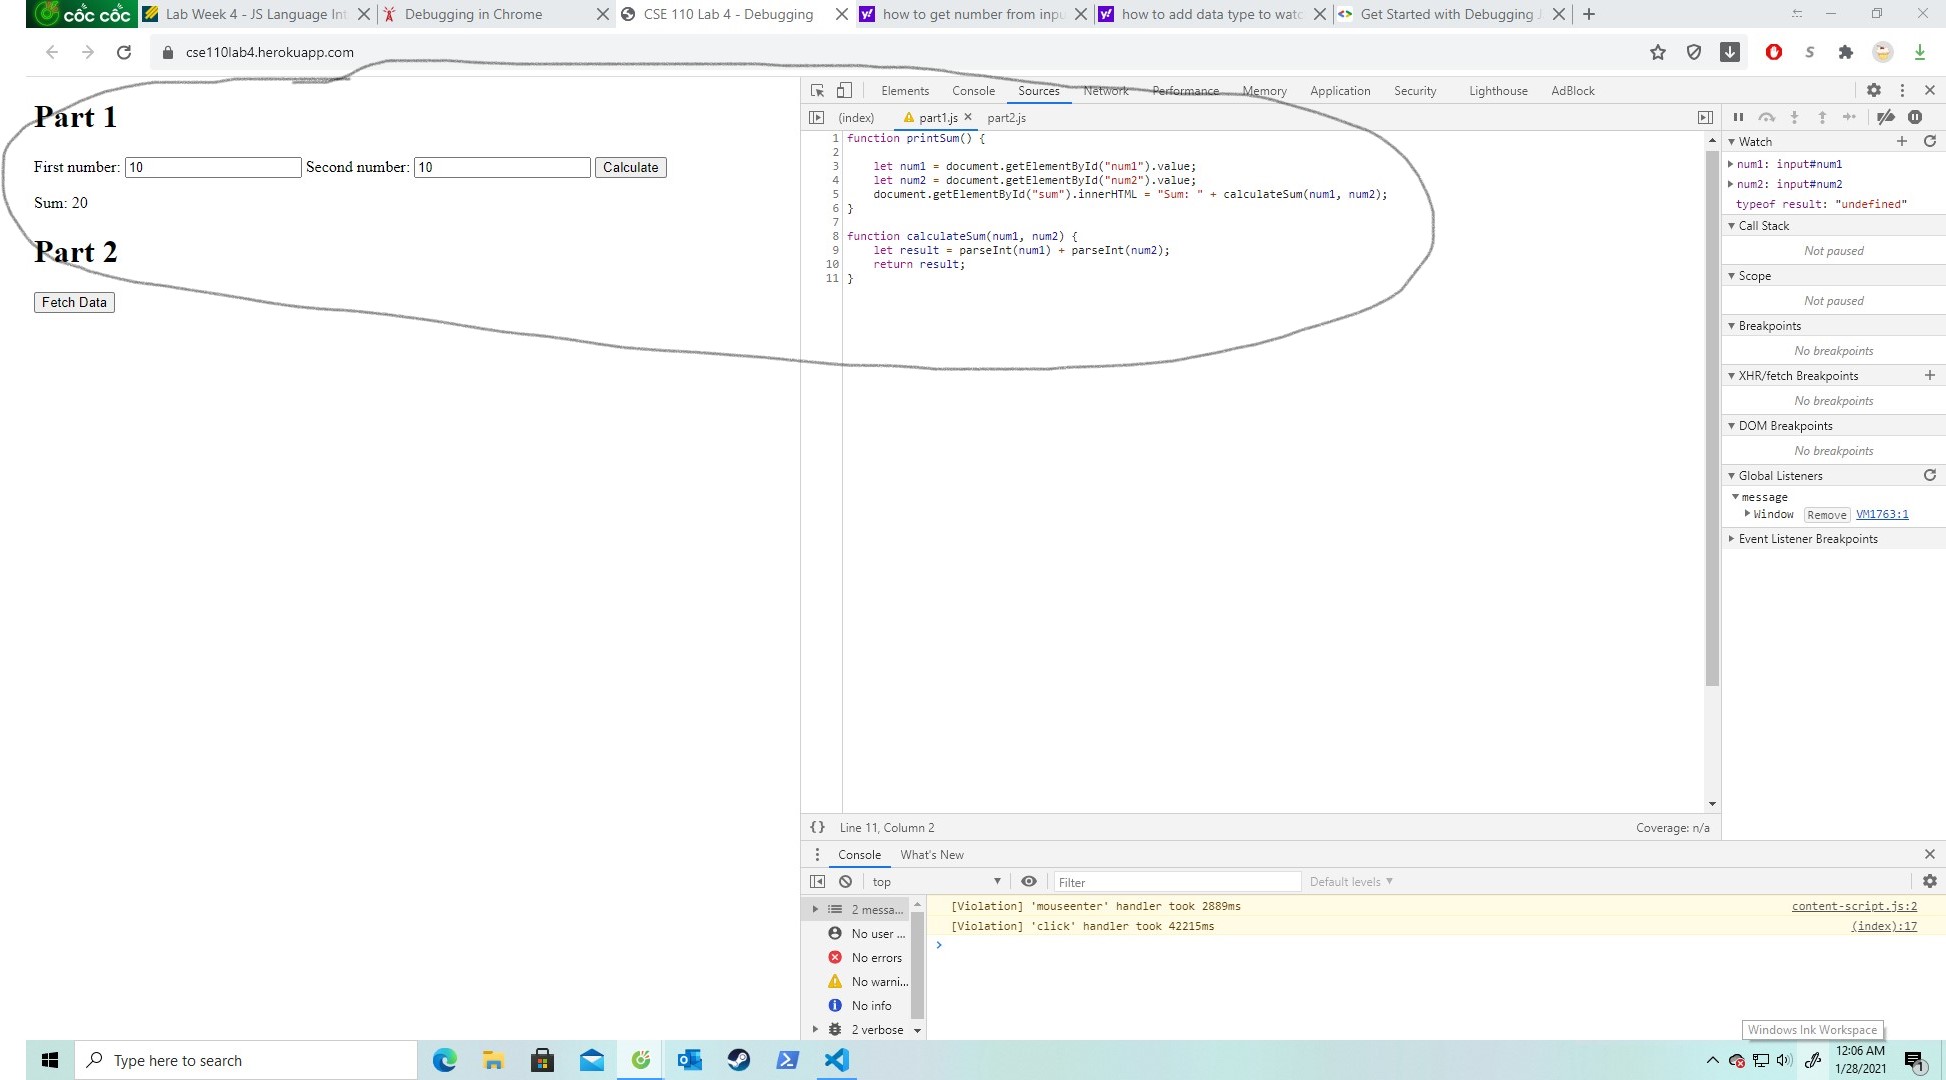 cốc cốc
Lab Week 4 - JS Language Int
Debugging in Chrome
CSE 110 Lab 4 - Debugging
how to get number from inpu
how to add data type to watc
Get Started with Debugging J
cse110lab4.herokuapp.com
Part 1
First number: 10 Second number: 10 Calculate
Sum: 20
Part 2
Fetch Data
Elements Console Sources Network Performance Memory Application Security Lighthouse AdBlock
(index) part1.js part2.js
1 function printSum() {
2
3 let num1 = document.getElementById("num1").value;
4 let num2 = document.getElementById("num2").value;
5 document.getElementById("sum").innerHTML = "Sum: " + calculateSum(num1, num2);
6 }
7
8 function calculateSum(num1, num2) {
9 let result = parseInt(num1) + parseInt(num2);
10 return result;
11 }
{} Line 11, Column 2 Coverage: n/a
Watch
num1: input#num1
num2: input#num2
typeof result: "undefined"
Call Stack
Not paused
Scope
Not paused
Breakpoints
No breakpoints
XHR/fetch Breakpoints
No breakpoints
DOM Breakpoints
No breakpoints
Global Listeners
message
Window Remove VM1763:1
Event Listener Breakpoints
Console What's New
top Filter Default levels
2 messa...
No user ...
No errors
No warni...
No info
2 verbose
[Violation] 'mouseenter' handler took 2889ms content-script.js:2
[Violation] 'click' handler took 42215ms (index):17
Windows Ink Workspace
Type here to search
12:06 AM
1/28/2021
1